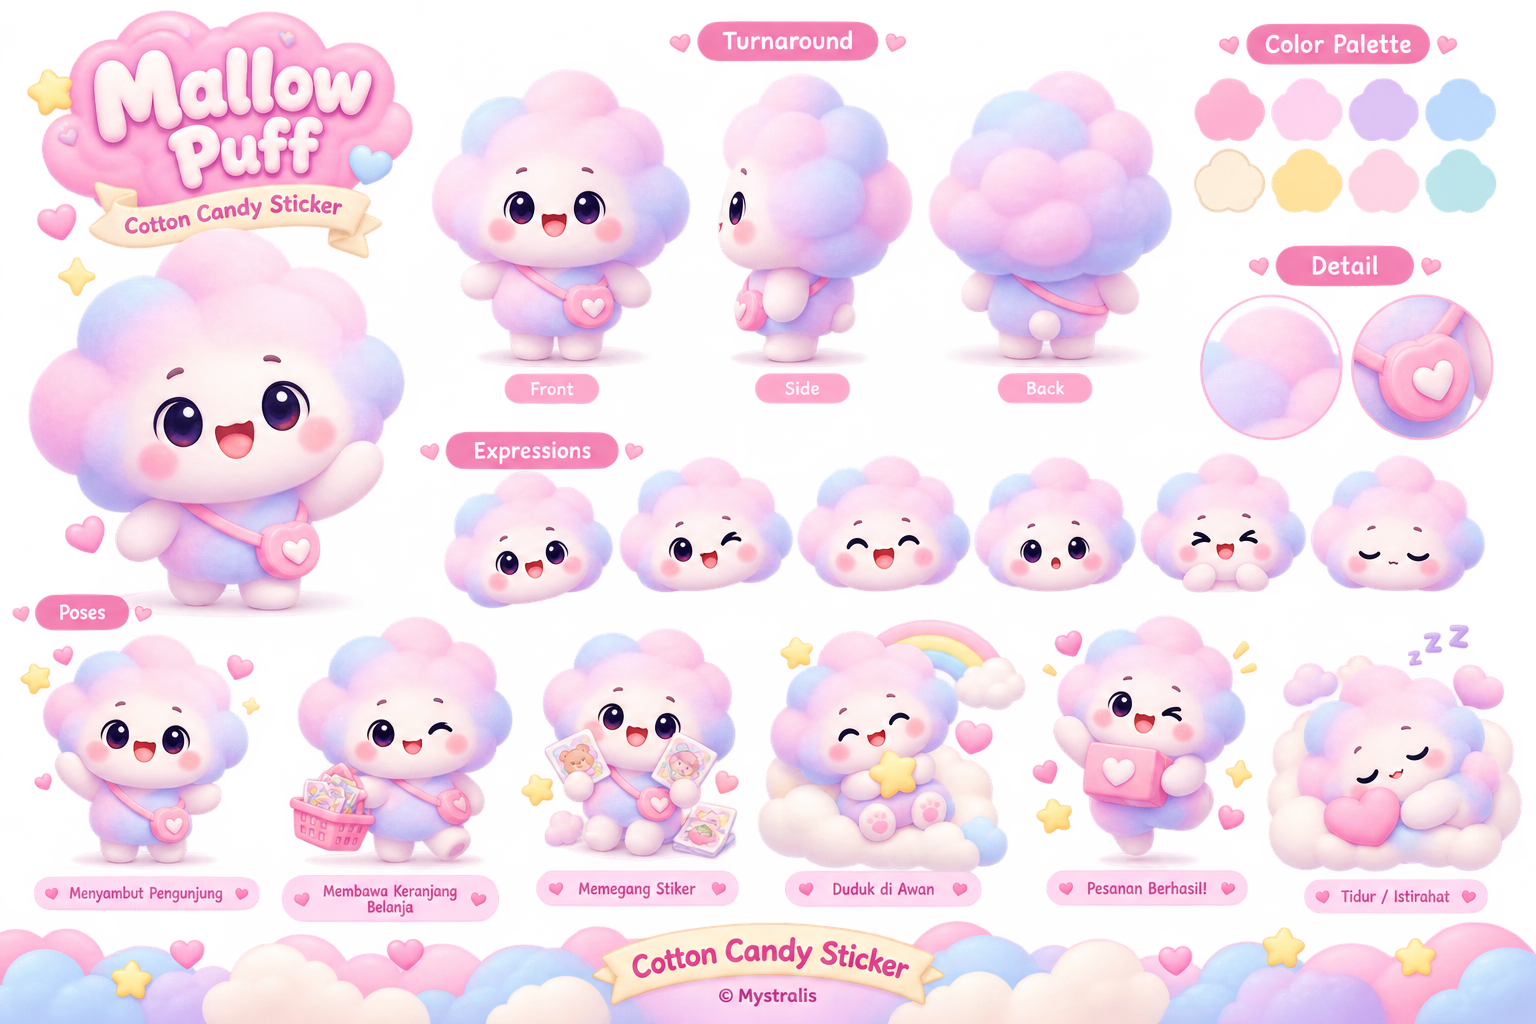 Mallow
Puff
Cotton Candy Sticker
Turnaround
Front
Side
Back
Color Palette
Detail
Expressions
Poses
Menyambut Pengunjung
Membawa Keranjang
Belanja
Memegang Stiker
Duduk di Awan
Pesanan Berhasil!
z z Z Z
Tidur / Istirahat
Cotton Candy Sticker
© Mystralis